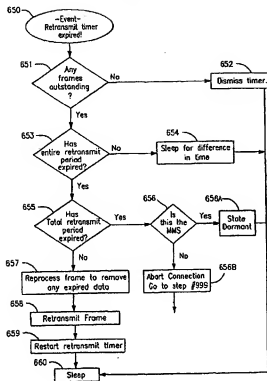 650
-Event-
Retransmit timer
expired!
651
Any
frames
outstanding
?
No
652
Dismiss timer.
Yes
653
Has
entire retransmit
period expired?
No
654
Sleep for difference
in time
Yes
655
Has
Total retransmit
period expired?
Yes
656
Is
this the
MMS
Yes
656A
State
Dormant
No
No
656B
Abort Connection
Go to step #999
657
Reprocess frame to remove
any expired data
658
Retransmit Frame
659
Restart retransmit timer
660
Sleep